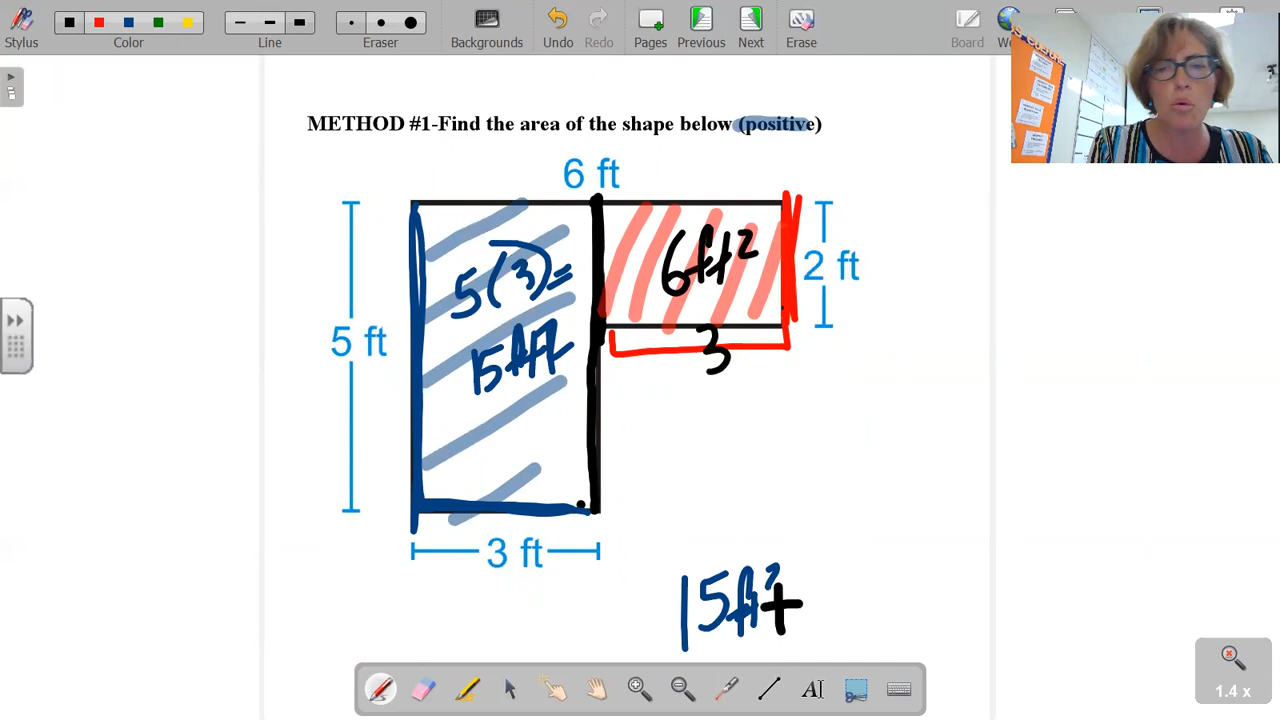 Stylus Color Line Eraser Backgrounds Undo Redo Pages Previous Next Erase Board
METHOD #1-Find the area of the shape below (positive)
6 ft
5(3)=
15ft
6ft²
2 ft
5 ft
3
3 ft
15ft²+
1.4 x